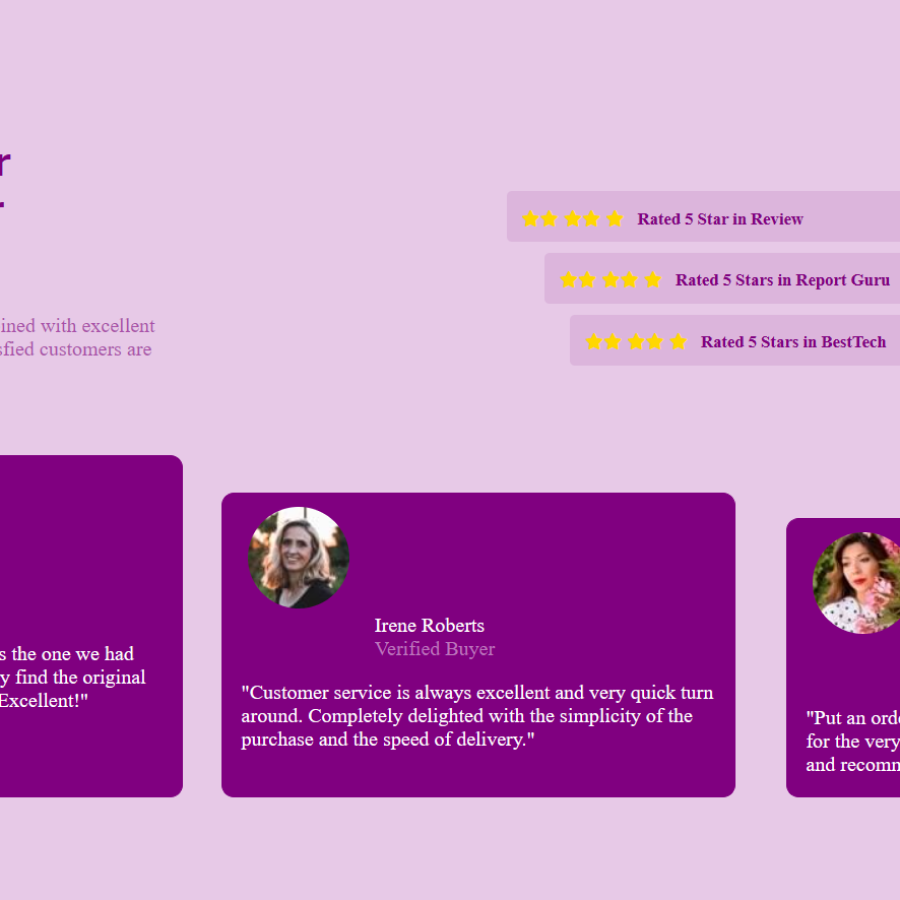 r
r
Rated 5 Star in Review
Rated 5 Stars in Report Guru
Rated 5 Stars in BestTech
ined with excellent
sfied customers are
s the one we had
y find the original
Excellent!"
Irene Roberts
Verified Buyer
"Customer service is always excellent and very quick turn
around. Completely delighted with the simplicity of the
purchase and the speed of delivery."
"Put an ord
for the very
and recomm